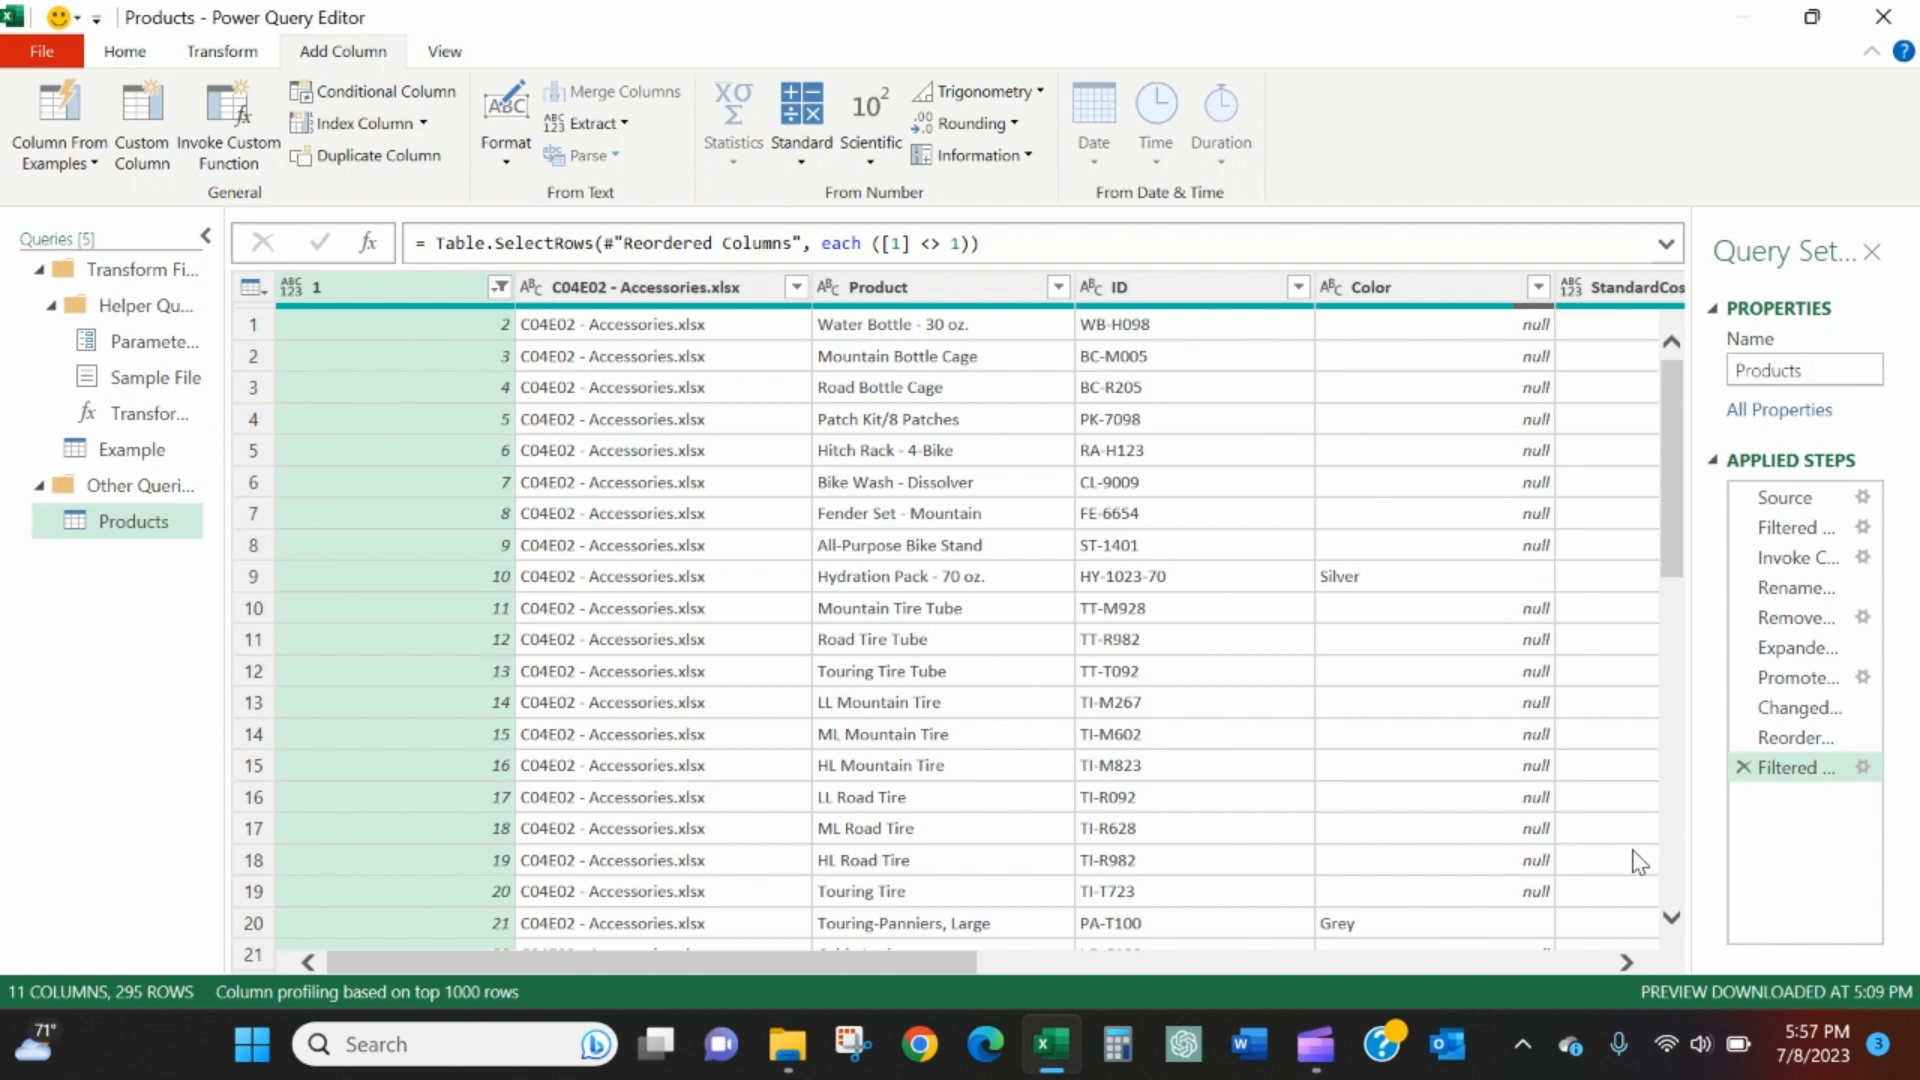 Products - Power Query Editor
File Home Transform Add Column View
Column From Examples
Custom Column
Invoke Custom Function
Conditional Column
Index Column
Duplicate Column
General
Format
Merge Columns
Extract
Parse
From Text
Statistics
Standard
Scientific
Trigonometry
Rounding
Information
From Number
Date
Time
Duration
From Date & Time
Queries [5]
Transform Fi...
Helper Qu...
Paramete...
Sample File
Transfor...
Example
Other Queri...
Products
= Table.SelectRows(#"Reordered Columns", each ([1] <> 1))
1 C04E02 - Accessories.xlsx Product ID Color StandardCos
1 2 C04E02 - Accessories.xlsx Water Bottle - 30 oz. WB-H098 null
2 3 C04E02 - Accessories.xlsx Mountain Bottle Cage BC-M005 null
3 4 C04E02 - Accessories.xlsx Road Bottle Cage BC-R205 null
4 5 C04E02 - Accessories.xlsx Patch Kit/8 Patches PK-7098 null
5 6 C04E02 - Accessories.xlsx Hitch Rack - 4-Bike RA-H123 null
6 7 C04E02 - Accessories.xlsx Bike Wash - Dissolver CL-9009 null
7 8 C04E02 - Accessories.xlsx Fender Set - Mountain FE-6654 null
8 9 C04E02 - Accessories.xlsx All-Purpose Bike Stand ST-1401 null
9 10 C04E02 - Accessories.xlsx Hydration Pack - 70 oz. HY-1023-70 Silver
10 11 C04E02 - Accessories.xlsx Mountain Tire Tube TT-M928 null
11 12 C04E02 - Accessories.xlsx Road Tire Tube TT-R982 null
12 13 C04E02 - Accessories.xlsx Touring Tire Tube TT-T092 null
13 14 C04E02 - Accessories.xlsx LL Mountain Tire TI-M267 null
14 15 C04E02 - Accessories.xlsx ML Mountain Tire TI-M602 null
15 16 C04E02 - Accessories.xlsx HL Mountain Tire TI-M823 null
16 17 C04E02 - Accessories.xlsx LL Road Tire TI-R092 null
17 18 C04E02 - Accessories.xlsx ML Road Tire TI-R628 null
18 19 C04E02 - Accessories.xlsx HL Road Tire TI-R982 null
19 20 C04E02 - Accessories.xlsx Touring Tire TI-T723 null
20 21 C04E02 - Accessories.xlsx Touring-Panniers, Large PA-T100 Grey
21
Query Set...
PROPERTIES
Name
Products
All Properties
APPLIED STEPS
Source
Filtered ...
Invoke C...
Rename...
Remove...
Expande...
Promote...
Changed...
Reorder...
Filtered ...
11 COLUMNS, 295 ROWS Column profiling based on top 1000 rows PREVIEW DOWNLOADED AT 5:09 PM
71°
Search
5:57 PM
7/8/2023
3